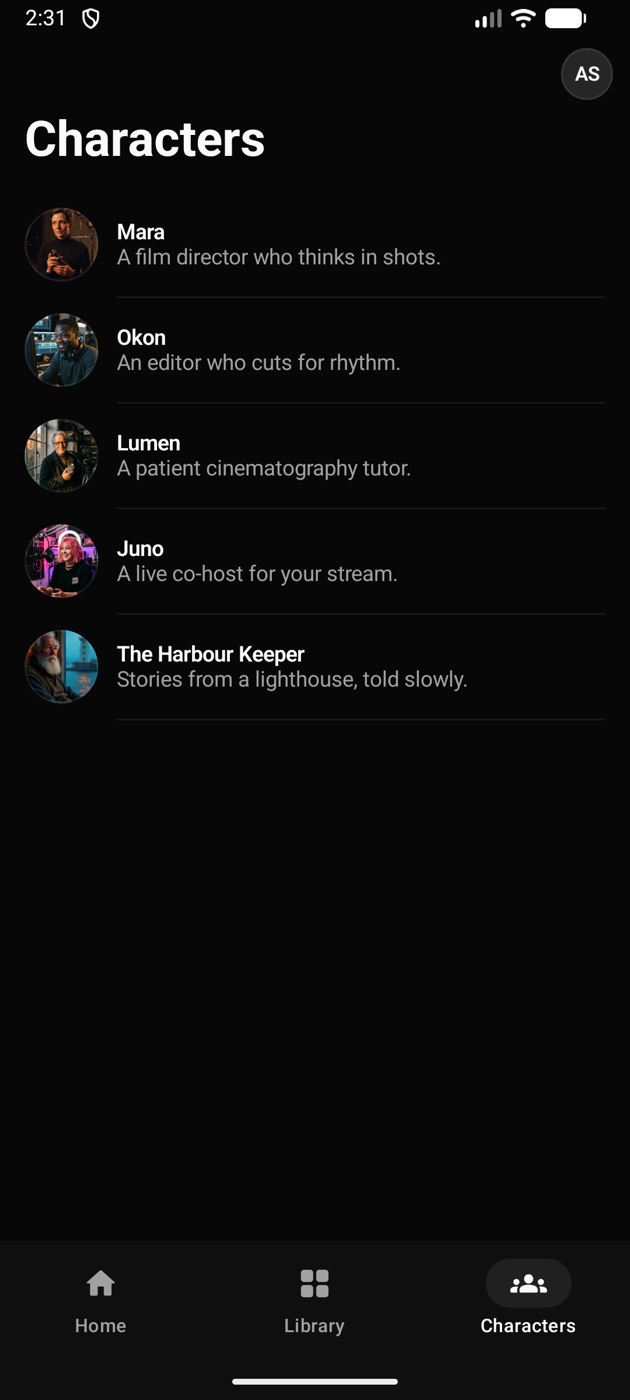 2:31
AS
Characters
Mara
A film director who thinks in shots.
Okon
An editor who cuts for rhythm.
Lumen
A patient cinematography tutor.
Juno
A live co-host for your stream.
The Harbour Keeper
Stories from a lighthouse, told slowly.
Home
Library
Characters